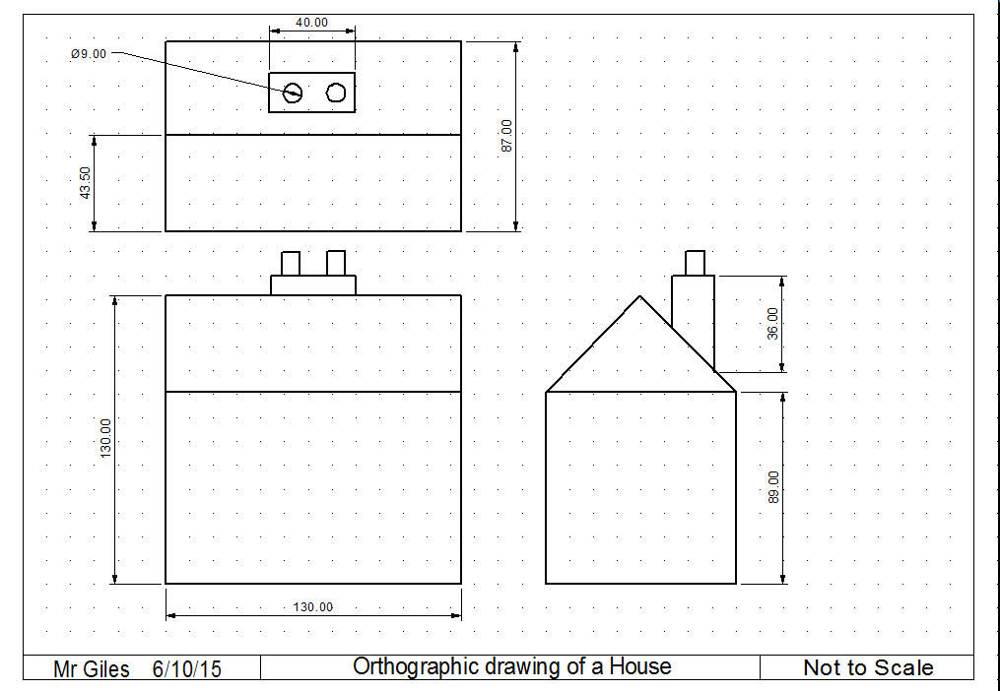 40.00
Ø9.00
87.00
43.50
36.00
130.00
89.00
130.00
Mr Giles 6/10/15
Orthographic drawing of a House
Not to Scale